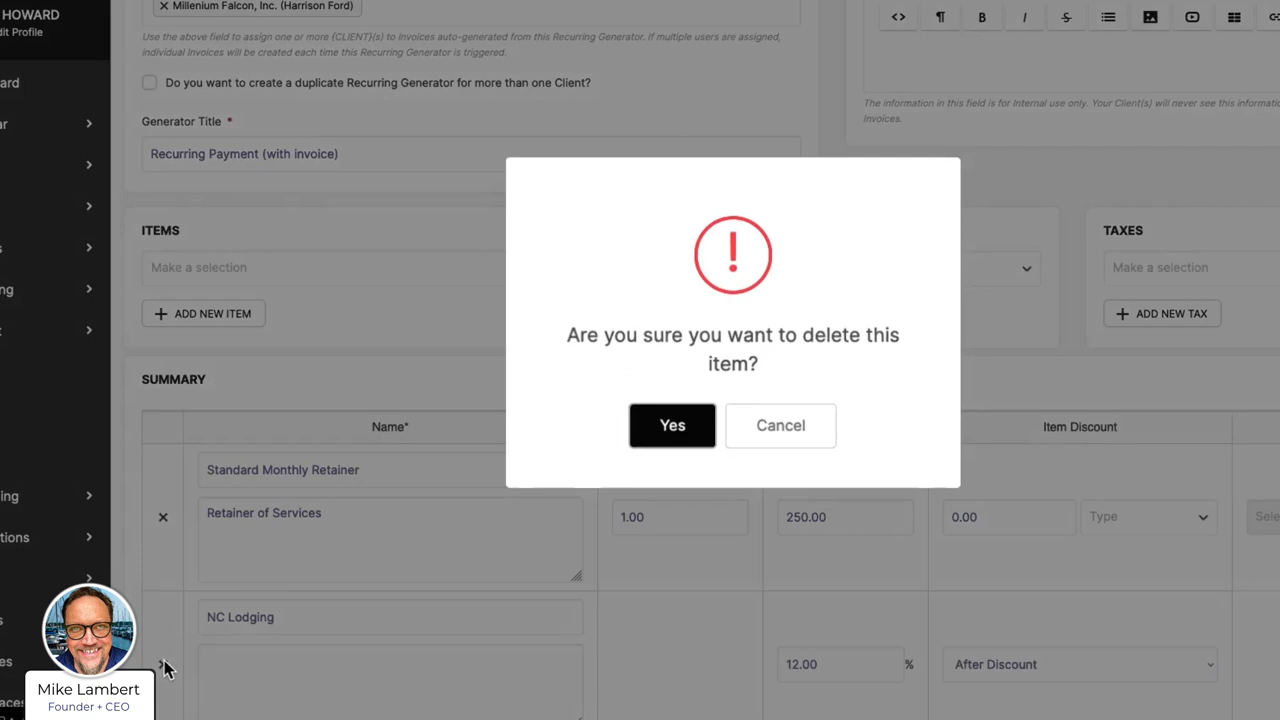 HOWARD
dit Profile
ard
ar
s
ng
t
ing
tions
s
es
aces
× Millenium Falcon, Inc. (Harrison Ford)
Use the above field to assign one or more {CLIENT}(s) to Invoices auto-generated from this Recurring Generator. If multiple users are assigned,
individual Invoices will be created each time this Recurring Generator is triggered.
Do you want to create a duplicate Recurring Generator for more than one Client?
Generator Title *
Recurring Payment (with invoice)
The information in this field is for Internal use only. Your Client(s) will never see this informatio
Invoices.
ITEMS
Make a selection
+ ADD NEW ITEM
TAXES
Make a selection
+ ADD NEW TAX
!
Are you sure you want to delete this
item?
Yes
Cancel
SUMMARY
Name*
Item Discount
Standard Monthly Retainer
Retainer of Services
1.00
250.00
0.00
Type
Sele
NC Lodging
12.00
%
After Discount
Mike Lambert
Founder + CEO